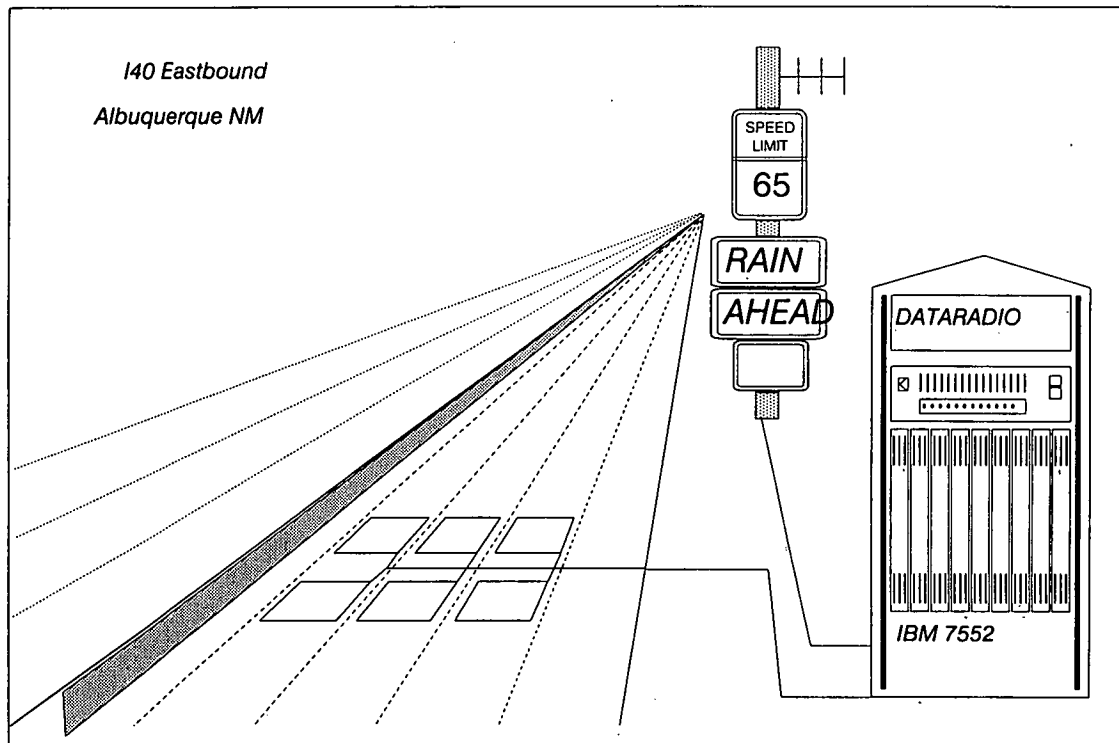 I40 Eastbound
Albuquerque NM
SPEED
LIMIT
65
RAIN
AHEAD
DATARADIO
IBM 7552